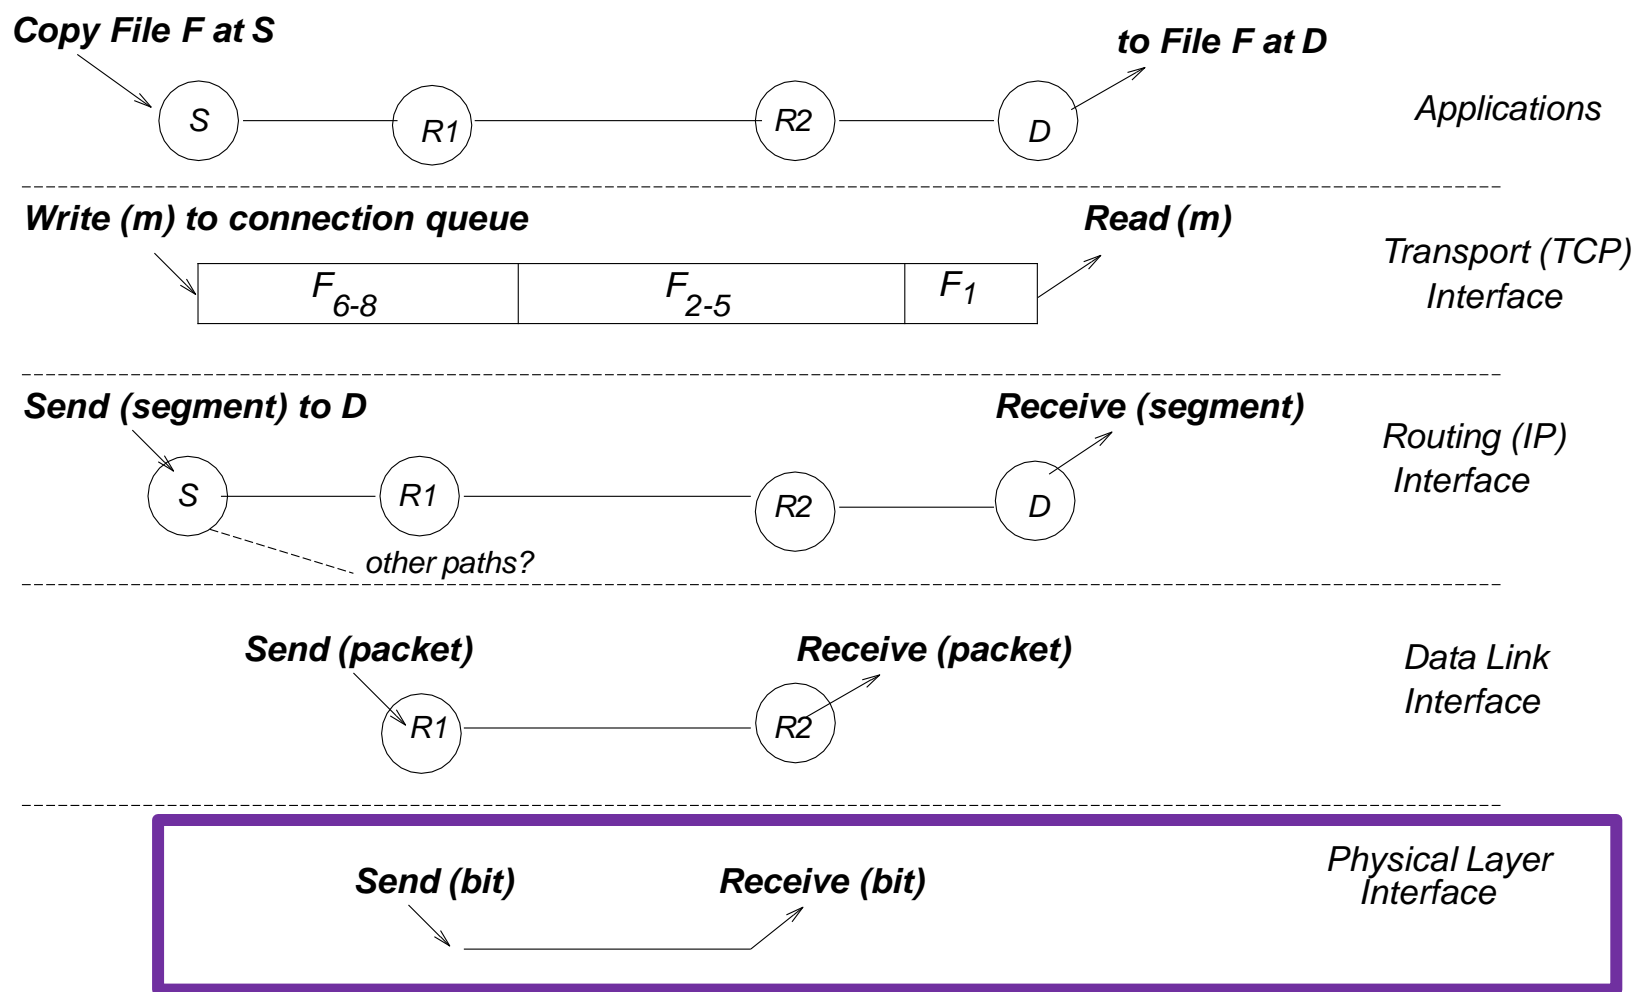 Copy File F at S
to File F at D
S
R1
R2
D
Applications
Write (m) to connection queue
Read (m)
Transport (TCP)
Interface
F6-8
F2-5
F1
Send (segment) to D
Receive (segment)
Routing (IP)
Interface
S
R1
R2
D
other paths?
Send (packet)
Receive (packet)
Data Link
Interface
R1
R2
Physical Layer
Interface
Send (bit)
Receive (bit)